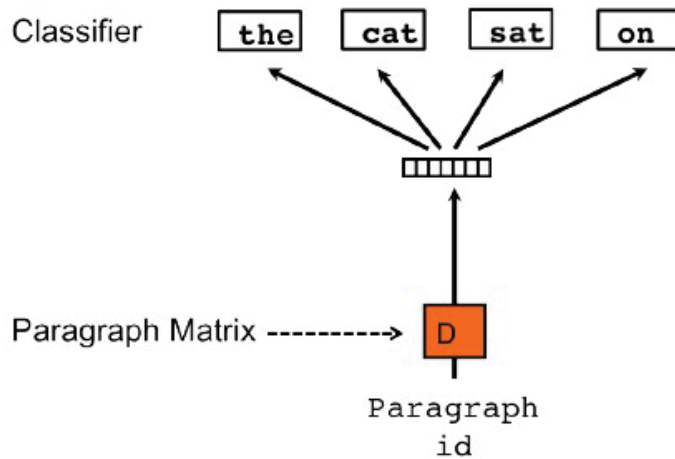 Classifier the cat sat on
Paragraph Matrix D
Paragraph
id